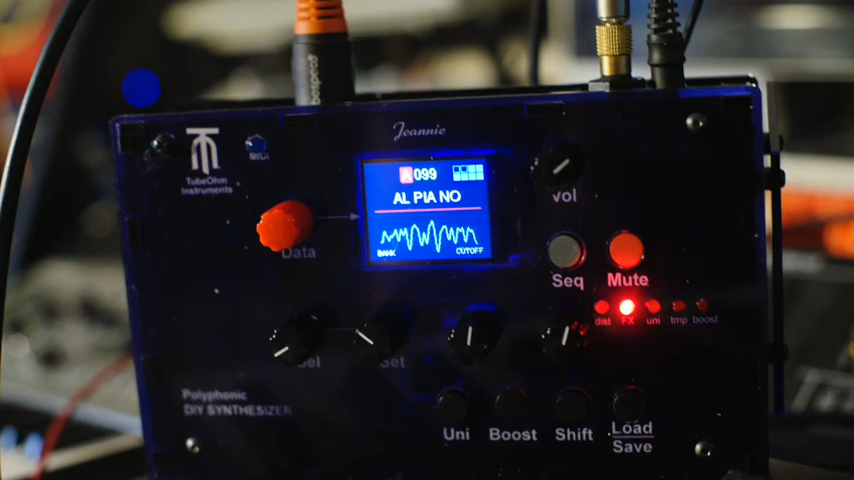 Jeannie
TubeOhm
Instruments
MIDI
A 099
AL PIA NO
BANK
CUTOFF
Vol
Data
Seq
Mute
dist
FX
uni
tmp
boost
Sel
Set
Polyphonic
DIY SYNTHESIZER
Uni
Boost
Shift
Load
Save